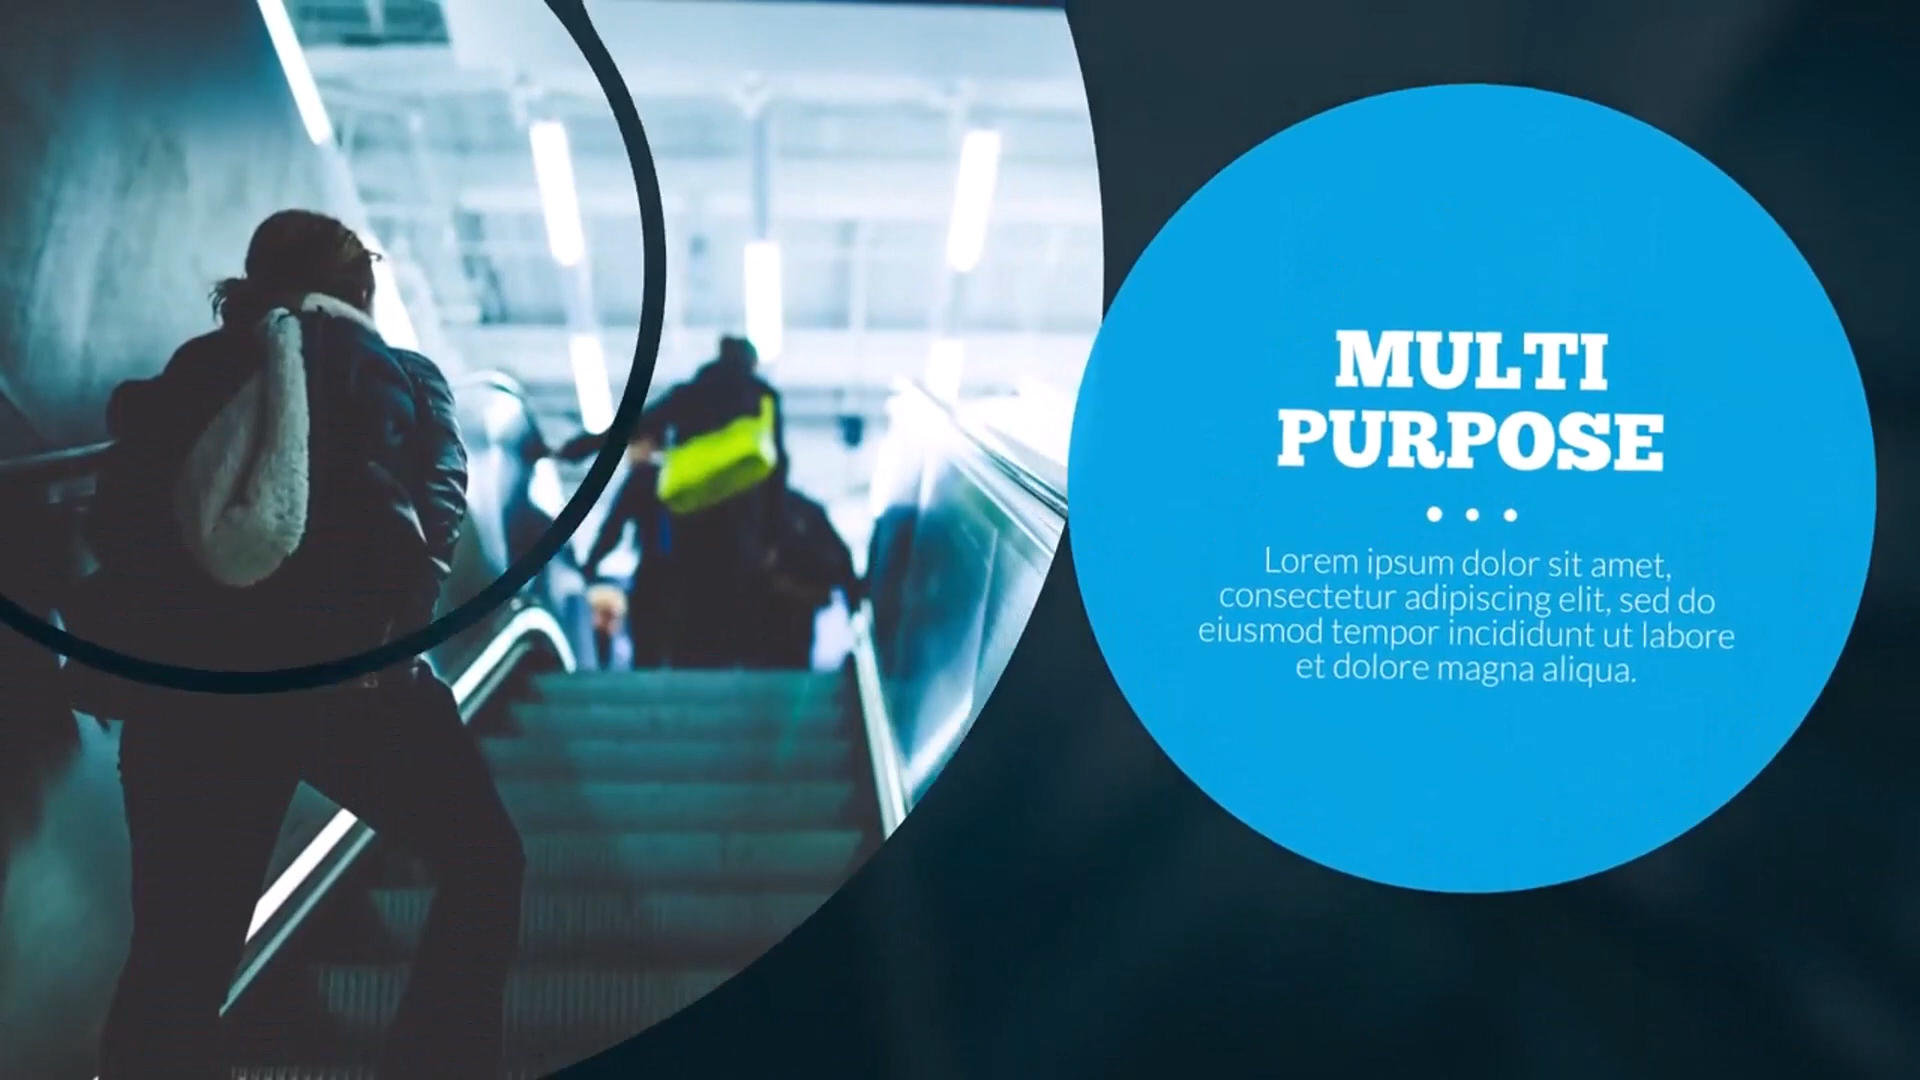 MULTI
PURPOSE
Lorem ipsum dolor sit amet,
consectetur adipiscing elit, sed do
eiusmod tempor incididunt ut labore
et dolore magna aliqua.